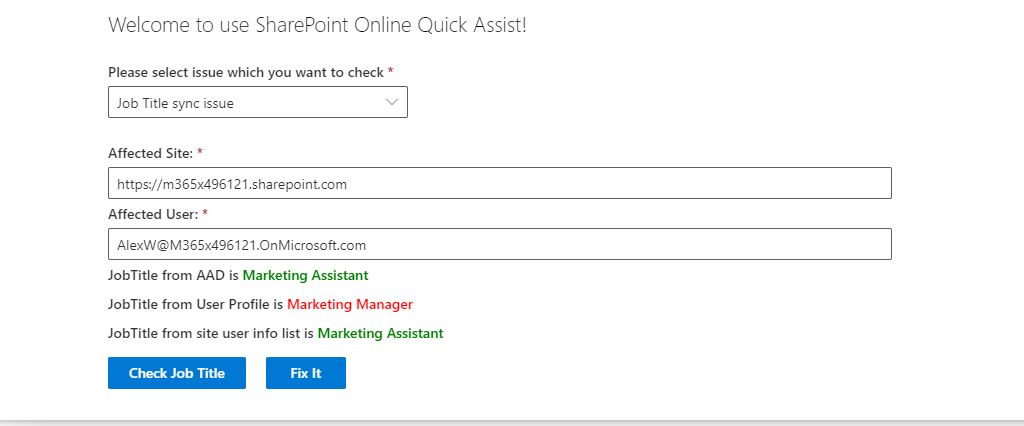 Welcome to use SharePoint Online Quick Assist!
Please select issue which you want to check *
Job Title sync issue
Affected Site: *
https://m365x496121.sharepoint.com
Affected User: *
AlexW@M365x496121.OnMicrosoft.com
JobTitle from AAD is Marketing Assistant
JobTitle from User Profile is Marketing Manager
JobTitle from site user info list is Marketing Assistant
Check Job Title Fix It